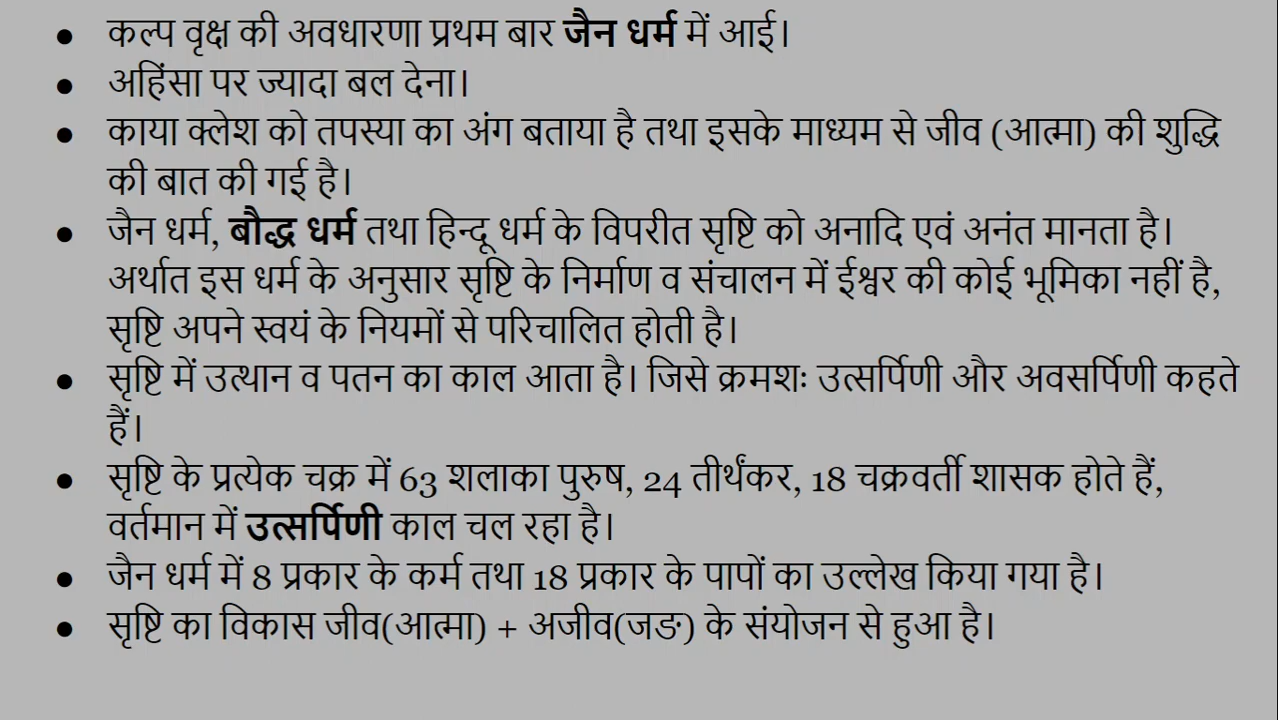 ● कल्प वृक्ष की अवधारणा प्रथम बार जैन धर्म में आई।
● अहिंसा पर ज्यादा बल देना।
● काया क्लेश को तपस्या का अंग बताया है तथा इसके माध्यम से जीव (आत्मा) की शुद्धि
की बात की गई है।
● जैन धर्म, बौद्ध धर्म तथा हिन्दू धर्म के विपरीत सृष्टि को अनादि एवं अनंत मानता है।
अर्थात इस धर्म के अनुसार सृष्टि के निर्माण व संचालन में ईश्वर की कोई भूमिका नहीं है,
सृष्टि अपने स्वयं के नियमों से परिचालित होती है।
● सृष्टि में उत्थान व पतन का काल आता है। जिसे क्रमशः उत्सर्पिणी और अवसर्पिणी कहते
हैं।
● सृष्टि के प्रत्येक चक्र में 63 शलाका पुरुष, 24 तीर्थंकर, 18 चक्रवर्ती शासक होते हैं,
वर्तमान में उत्सर्पिणी काल चल रहा है।
● जैन धर्म में 8 प्रकार के कर्म तथा 18 प्रकार के पापों का उल्लेख किया गया है।
● सृष्टि का विकास जीव(आत्मा) + अजीव(जङ) के संयोजन से हुआ है।